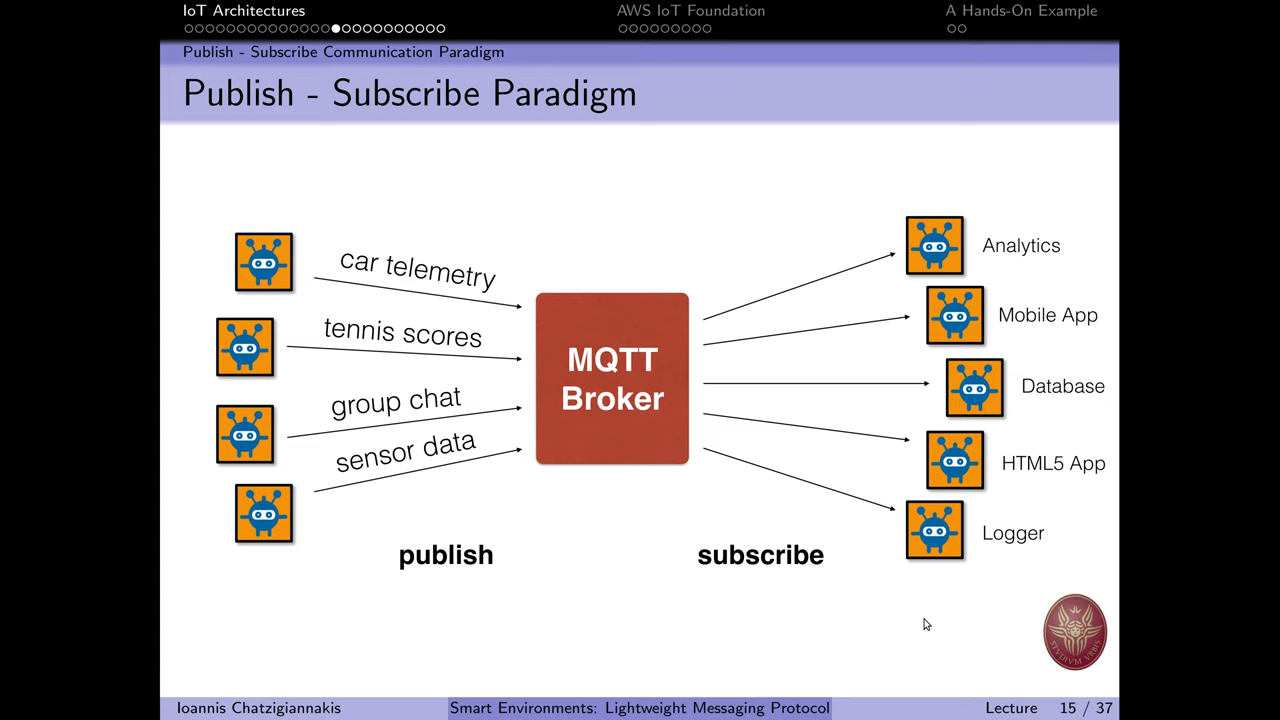 IoT Architectures
AWS IoT Foundation
A Hands-On Example
Publish - Subscribe Communication Paradigm
Publish - Subscribe Paradigm
car telemetry
tennis scores
group chat
sensor data
MQTT
Broker
Analytics
Mobile App
Database
HTML5 App
Logger
publish
subscribe
STVDIVM VRBIS
Ioannis Chatzigiannakis
Smart Environments: Lightweight Messaging Protocol
Lecture 15 / 37